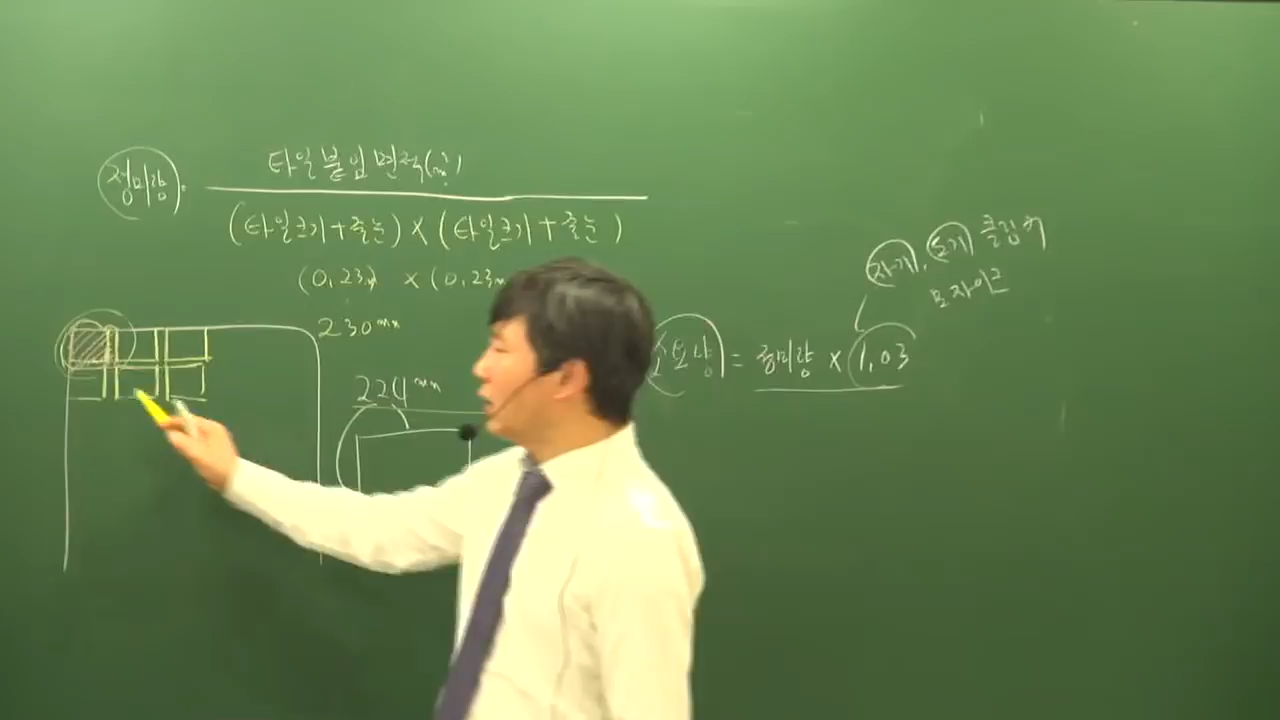 정미량 =
타일 붙임 면적(㎡)
(타일크기+줄눈) × (타일크기+줄눈)
(0.23m) × (0.23m
230mm
224mm
자기, 도기, 클링커
모자이크
소요량 = 정미량 × 1.03